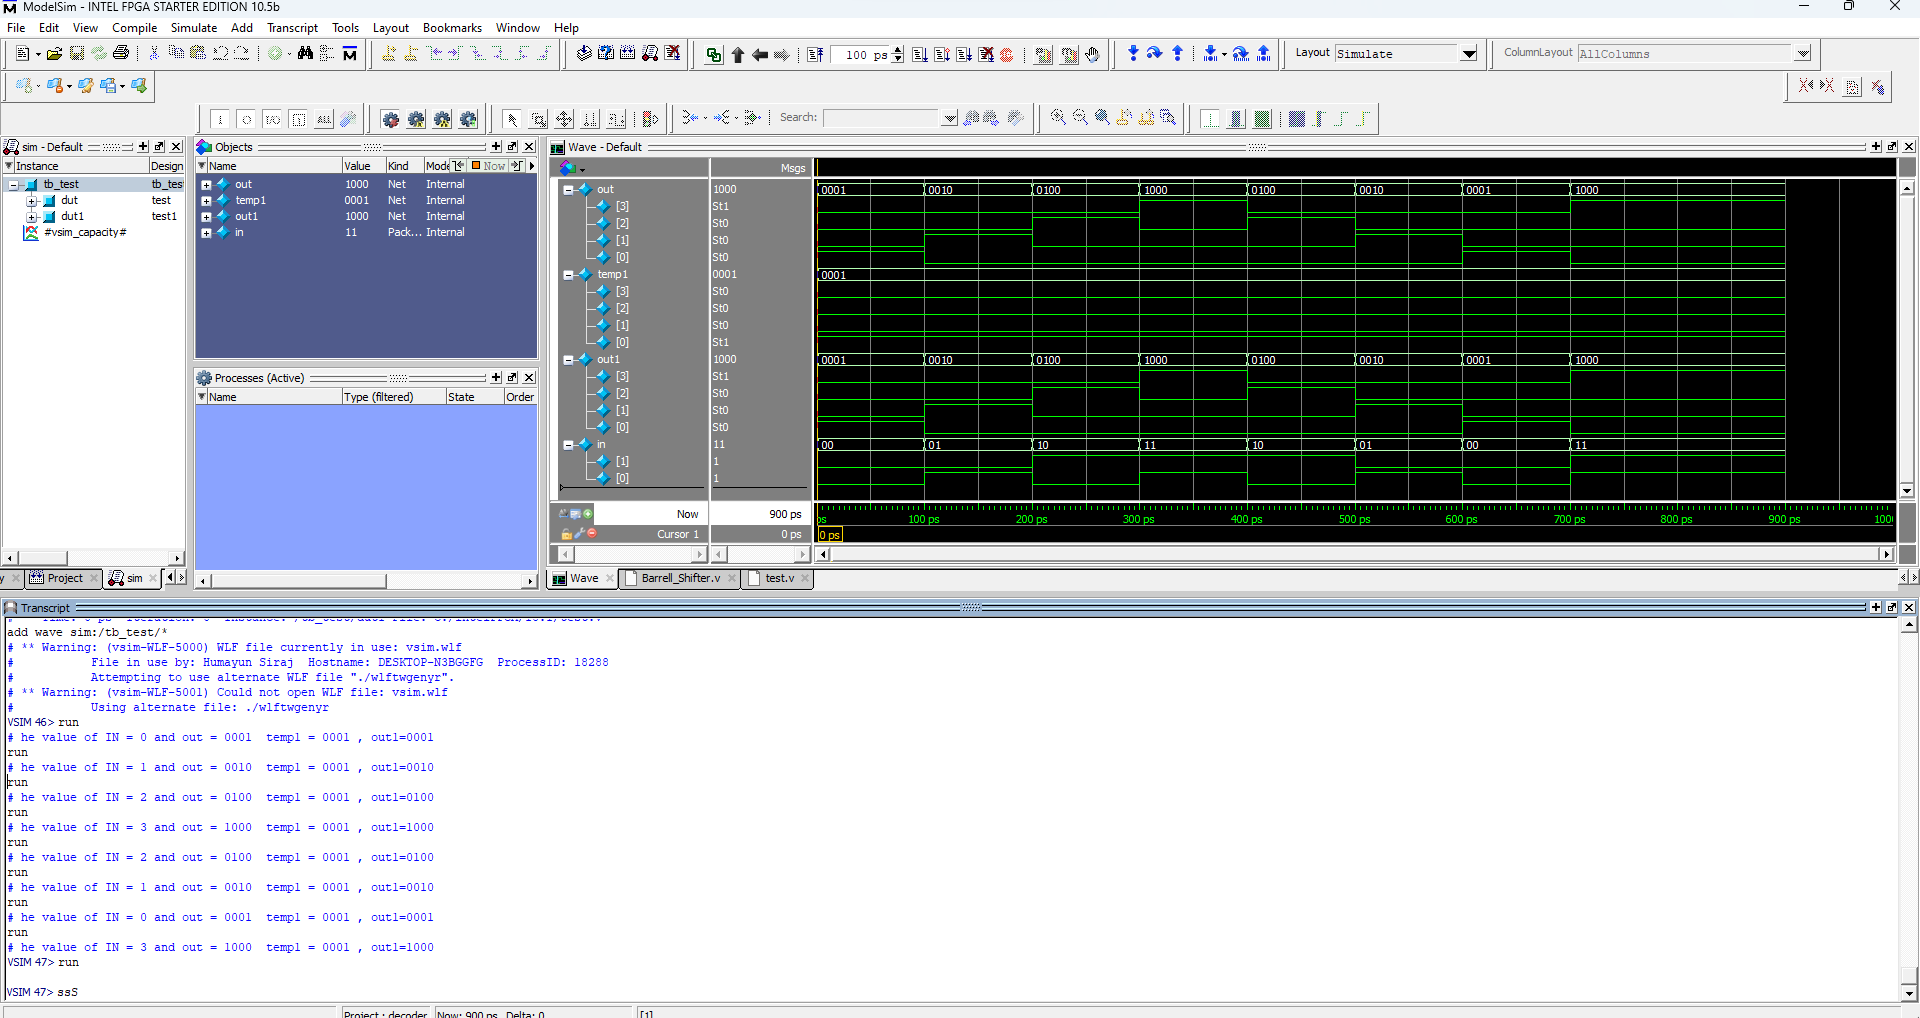 ModelSim - INTEL FPGA STARTER EDITION 10.5b
File Edit View Compile Simulate Add Transcript Tools Layout Bookmarks Window Help
100 ps
Layout Simulate
ColumnLayout AllColumns
Search:
sim - Default
Instance Design
tb_test tb_tes
dut test
dut1 test1
#vsim_capacity#
Project
sim
Objects
Name Value Kind Mode Now
out 1000 Net Internal
temp1 0001 Net Internal
out1 1000 Net Internal
in 11 Pack... Internal
Processes (Active)
Name Type (filtered) State Order
Wave - Default
Msgs
out 1000 0001 0010 0100 1000 0100 0010 0001 1000
[3] St1
[2] St0
[1] St0
[0] St0
temp1 0001 0001
[3] St0
[2] St0
[1] St0
[0] St1
out1 1000 0001 0010 0100 1000 0100 0010 0001 1000
[3] St1
[2] St0
[1] St0
[0] St0
in 11 00 01 10 11 10 01 00 11
[1] 1
[0] 1
Now 900 ps ps 100 ps 200 ps 300 ps 400 ps 500 ps 600 ps 700 ps 800 ps 900 ps 1000
Cursor 1 0 ps 0 ps
Wave Barrell_Shifter.v test.v
Transcript
add wave sim:/tb_test/*
# ** Warning: (vsim-WLF-5000) WLF file currently in use: vsim.wlf
# File in use by: Humayun Siraj Hostname: DESKTOP-N3BGGFG ProcessID: 18288
# Attempting to use alternate WLF file "./wlftwgenyr".
# ** Warning: (vsim-WLF-5001) Could not open WLF file: vsim.wlf
# Using alternate file: ./wlftwgenyr
VSIM 46> run
# he value of IN = 0 and out = 0001 temp1 = 0001 , out1=0001
run
# he value of IN = 1 and out = 0010 temp1 = 0001 , out1=0010
run
# he value of IN = 2 and out = 0100 temp1 = 0001 , out1=0100
run
# he value of IN = 3 and out = 1000 temp1 = 0001 , out1=1000
run
# he value of IN = 2 and out = 0100 temp1 = 0001 , out1=0100
run
# he value of IN = 1 and out = 0010 temp1 = 0001 , out1=0010
run
# he value of IN = 0 and out = 0001 temp1 = 0001 , out1=0001
run
# he value of IN = 3 and out = 1000 temp1 = 0001 , out1=1000
VSIM 47> run
VSIM 47> ssS
Project : decoder Now: 900 ps Delta: 0 [1]